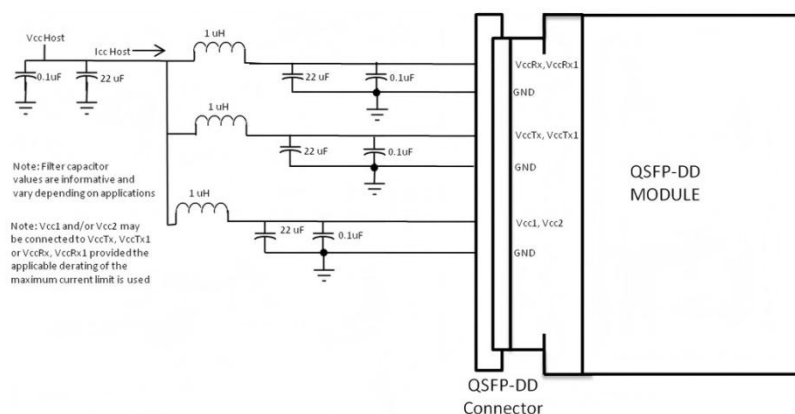 Vcc Host
Icc Host
0.1uF
22 uF
1 uH
22 uF
0.1uF
VccRx, VccRx1
GND
1 uH
22 uF
0.1uF
VccTx, VccTx1
GND
1 uH
22 uF
0.1uF
Vcc1, Vcc2
GND
Note: Filter capacitor
values are informative and
vary depending on applications
Note: Vcc1 and/or Vcc2 may
be connected to VccTx, VccTx1
or VccRx, VccRx1 provided the
applicable derating of the
maximum current limit is used
QSFP-DD
MODULE
QSFP-DD
Connector